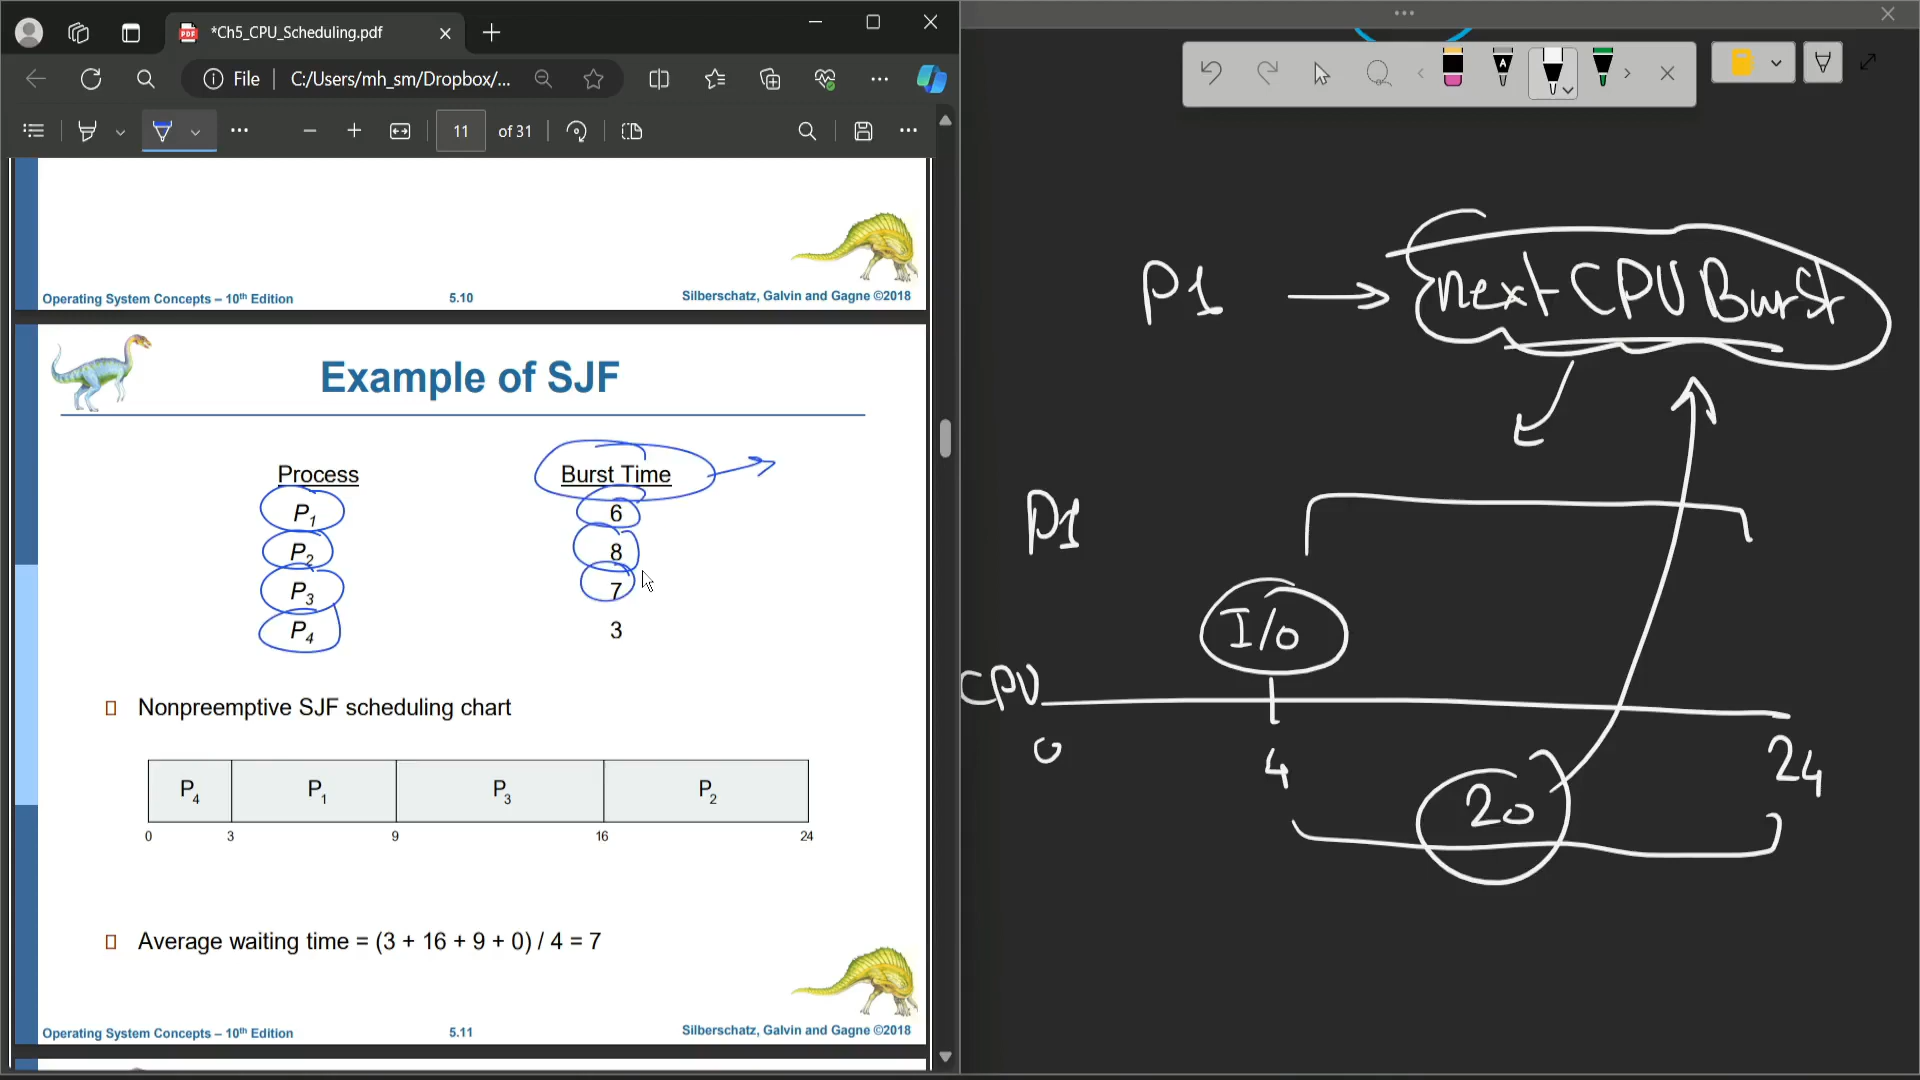 *Ch5_CPU_Scheduling.pdf
File
C:/Users/mh_sm/Dropbox/...
11 of 31
Operating System Concepts – 10th Edition
5.10
Silberschatz, Galvin and Gagne ©2018
Example of SJF
Process Burst Time
P1 6
P2 8
P3 7
P4 3
Nonpreemptive SJF scheduling chart
P4 P1 P3 P2
0 3 9 16 24
Average waiting time = (3 + 16 + 9 + 0) / 4 = 7
Operating System Concepts – 10th Edition
5.11
Silberschatz, Galvin and Gagne ©2018
P1 → next CPU Burst
P1
I/O
CPU
0 4 24
20